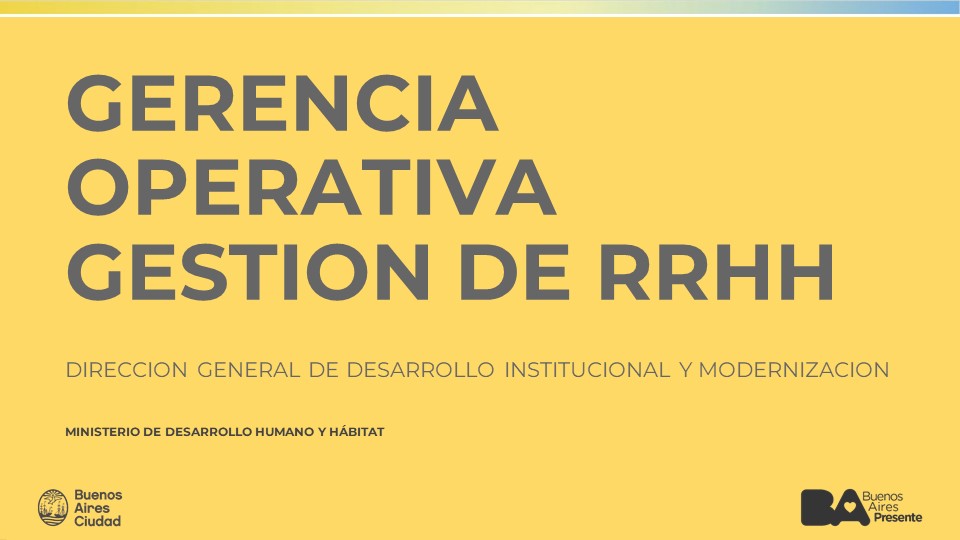 GERENCIA
OPERATIVA
GESTION DE RRHH
DIRECCION GENERAL DE DESARROLLO INSTITUCIONAL Y MODERNIZACION
MINISTERIO DE DESARROLLO HUMANO Y HÁBITAT
Buenos
Aires
Ciudad
BA
Buenos
Aires
Presente